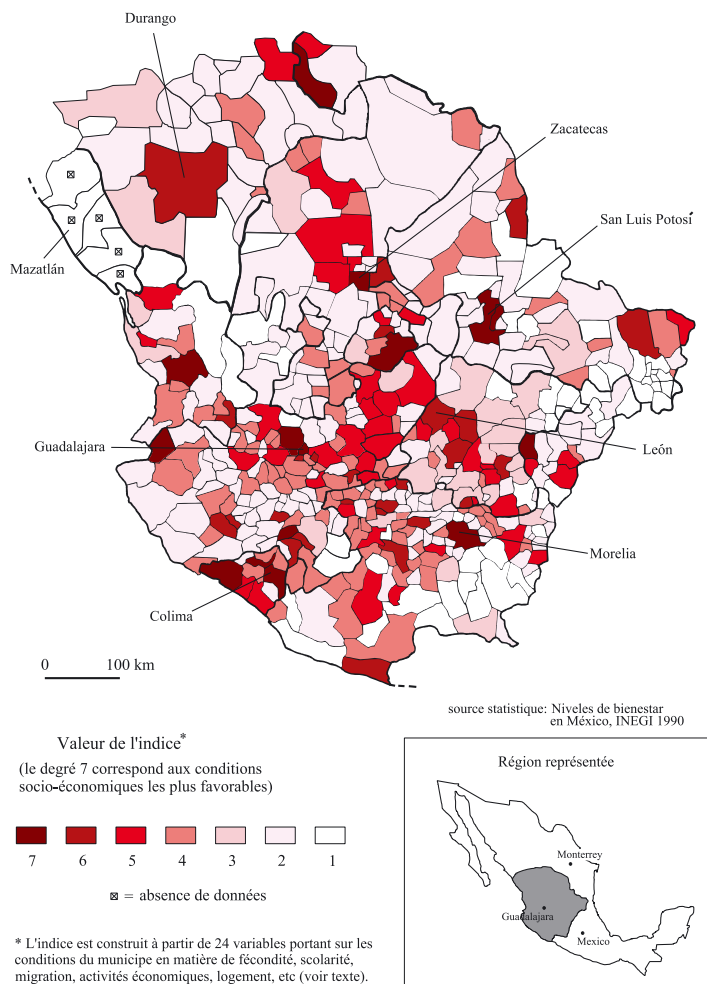 Durango
Zacatecas
San Luis Potosí
Mazatlán
Guadalajara
León
Morelia
Colima
0 100 km
source statistique: Niveles de bienestar
en México, INEGI 1990
Valeur de l'indice*
(le degré 7 correspond aux conditions
socio-économiques les plus favorables)
7 6 5 4 3 2 1
= absence de données
* L'indice est construit à partir de 24 variables portant sur les
conditions du municipe en matière de fécondité, scolarité,
migration, activités économiques, logement, etc (voir texte).
Région représentée
Monterrey
Guadalajara
Mexico